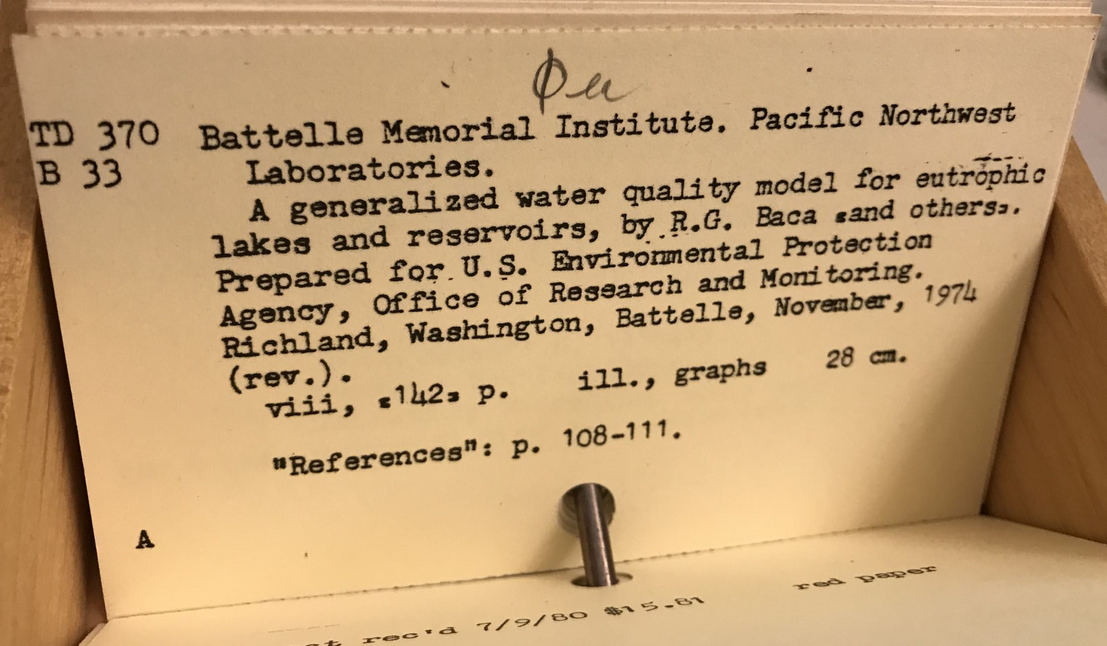 TD 370 Battelle Memorial Institute. Pacific Northwest
B 33 Laboratories.
A generalized water quality model for eutrophic
lakes and reservoirs, by R.G. Baca [and others].
Prepared for U.S. Environmental Protection
Agency, Office of Research and Monitoring.
Richland, Washington, Battelle, November, 1974
(rev.).
viii, [142] p. ill., graphs 28 cm.
"References": p. 108-111.
A
rec'd 7/9/80 $15.81 red paper